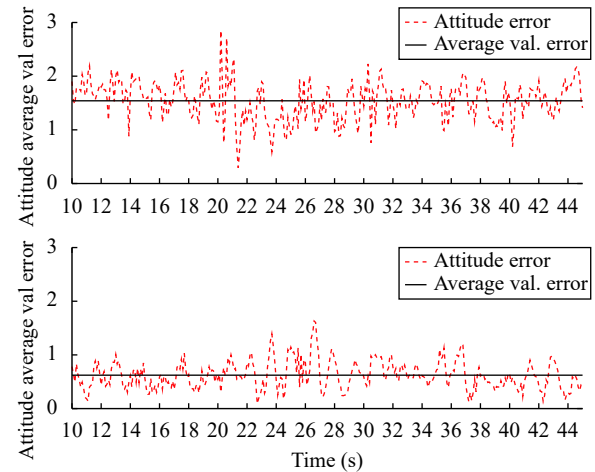 3
Attitude error
Average val. error
2
1
0
Attitude average val error
10 12 14 16 18 20 22 24 26 28 30 32 34 36 38 40 42 44
3
Attitude error
Average val. error
2
1
0
Attitude average val error
10 12 14 16 18 20 22 24 26 28 30 32 34 36 38 40 42 44
Time (s)